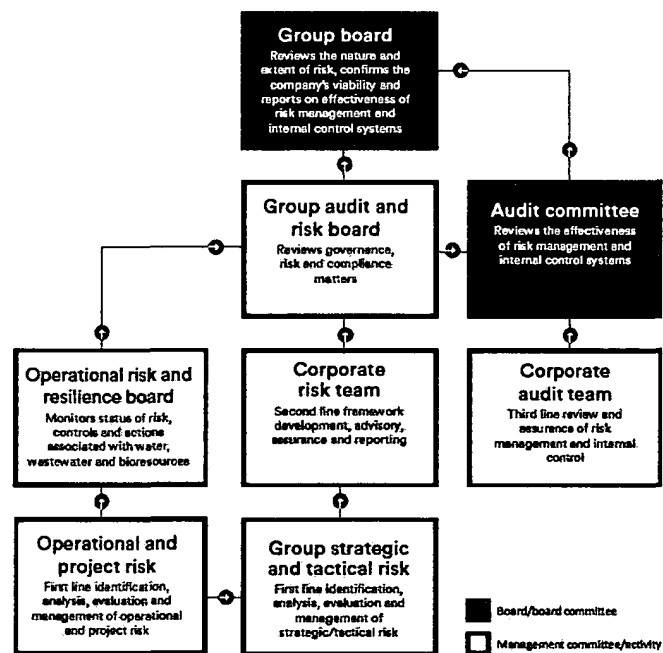 Group board
Reviews the nature and
extent of risk, confirms the
company's viability and
reports on effectiveness of
risk management and
internal control systems
Group audit and
risk board
Reviews governance,
risk and compliance
matters
Audit committee
Reviews the effectiveness
of risk management and
internal control systems
Operational risk and
resilience board
Monitors status of risk,
controls and actions
associated with water,
wastewater and bioresources
Corporate
risk team
Second line framework
development, advisory,
assurance and reporting
Corporate
audit team
Third line review and
assurance of risk
management and internal
control
Operational and
project risk
First line identification,
analysis, evaluation and
management of operational
and project risk
Group strategic
and tactical risk
First line identification,
analysis, evaluation and
management of
strategic/tactical risk
Board/board committee
Management committee/activity